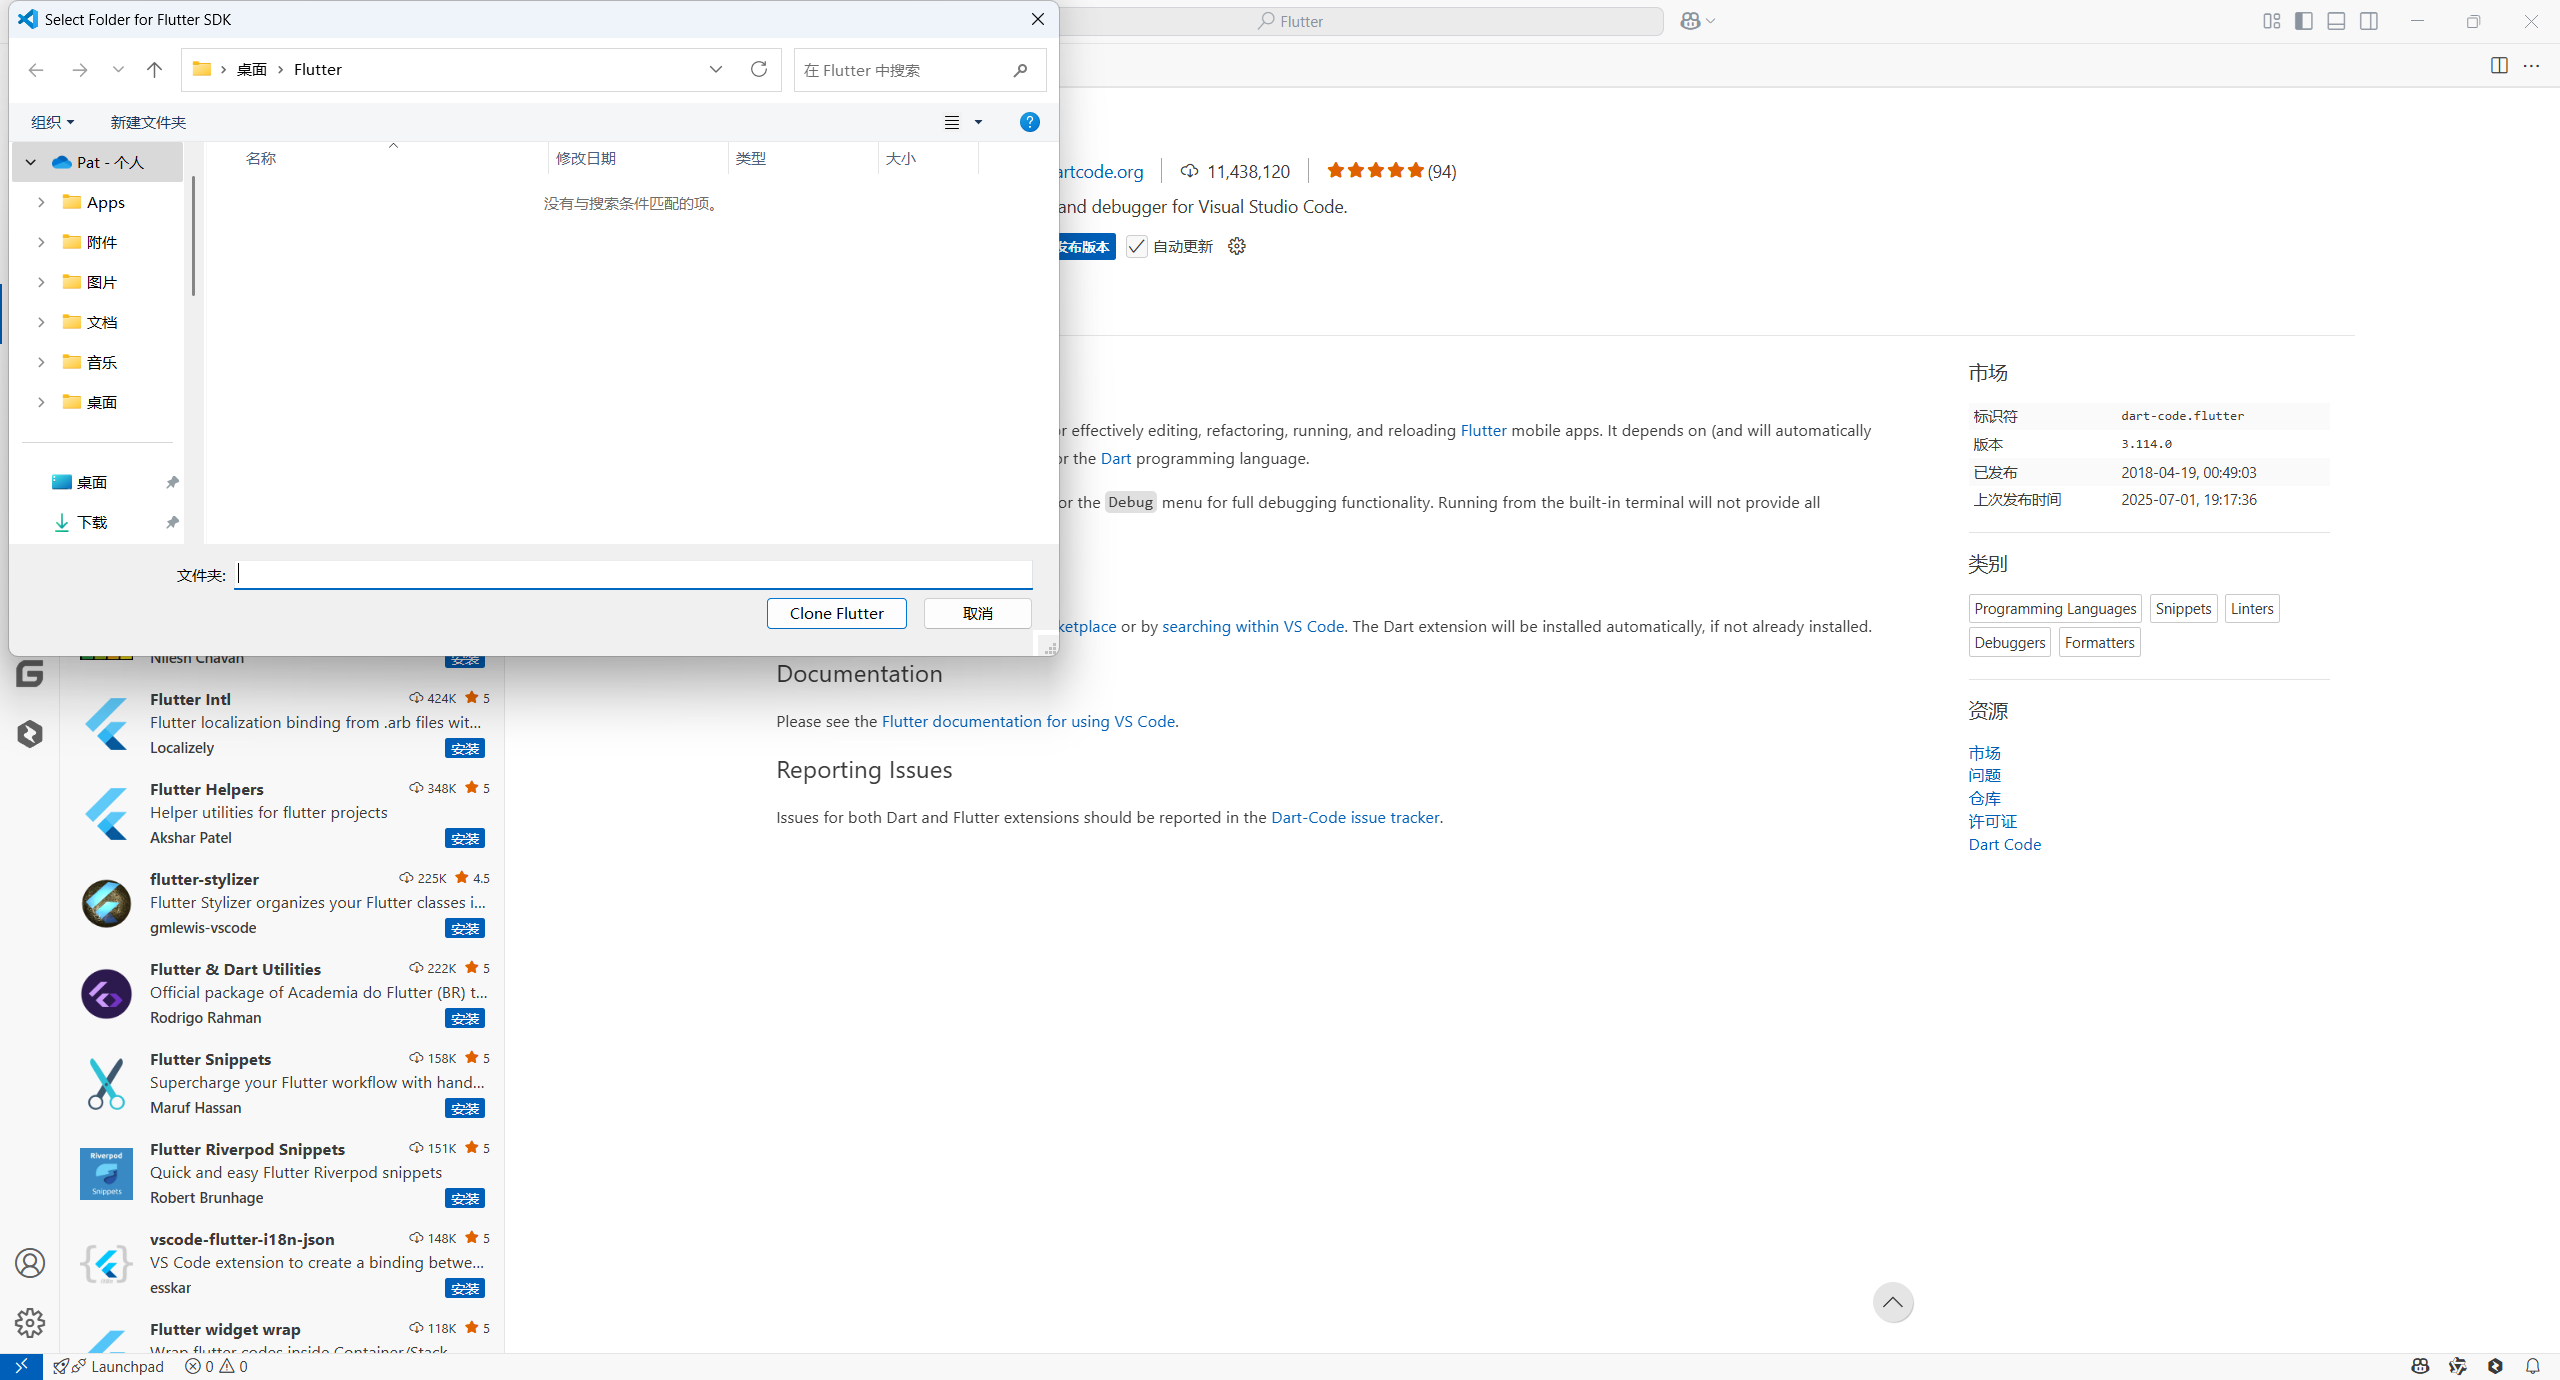 Select Folder for Flutter SDK
桌面 › Flutter
在 Flutter 中搜索
组织
新建文件夹
Pat - 个人
Apps
附件
图片
文档
音乐
桌面
桌面
下载
名称 修改日期 类型 大小
没有与搜索条件匹配的项。
文件夹:
Clone Flutter 取消
Flutter
artcode.org 11,438,120 (94)
and debugger for Visual Studio Code.
发布版本 自动更新
r effectively editing, refactoring, running, and reloading Flutter mobile apps. It depends on (and will automatically
or the Dart programming language.
or the Debug menu for full debugging functionality. Running from the built-in terminal will not provide all
ketplace or by searching within VS Code. The Dart extension will be installed automatically, if not already installed.
Documentation
Please see the Flutter documentation for using VS Code.
Reporting Issues
Issues for both Dart and Flutter extensions should be reported in the Dart-Code issue tracker.
市场
标识符 dart-code.flutter
版本 3.114.0
已发布 2018-04-19, 00:49:03
上次发布时间 2025-07-01, 19:17:36
类别
Programming Languages Snippets Linters
Debuggers Formatters
资源
市场
问题
仓库
许可证
Dart Code
Nilesh Chavan 安装
Flutter Intl 424K 5
Flutter localization binding from .arb files wit...
Localizely 安装
Flutter Helpers 348K 5
Helper utilities for flutter projects
Akshar Patel 安装
flutter-stylizer 225K 4.5
Flutter Stylizer organizes your Flutter classes i...
gmlewis-vscode 安装
Flutter & Dart Utilities 222K 5
Official package of Academia do Flutter (BR) t...
Rodrigo Rahman 安装
Flutter Snippets 158K 5
Supercharge your Flutter workflow with hand...
Maruf Hassan 安装
Riverpod
Snippets
Flutter Riverpod Snippets 151K 5
Quick and easy Flutter Riverpod snippets
Robert Brunhage 安装
vscode-flutter-i18n-json 148K 5
VS Code extension to create a binding betwe...
esskar 安装
Flutter widget wrap 118K 5
Wrap flutter codes inside Container/Stack
Launchpad 0 0